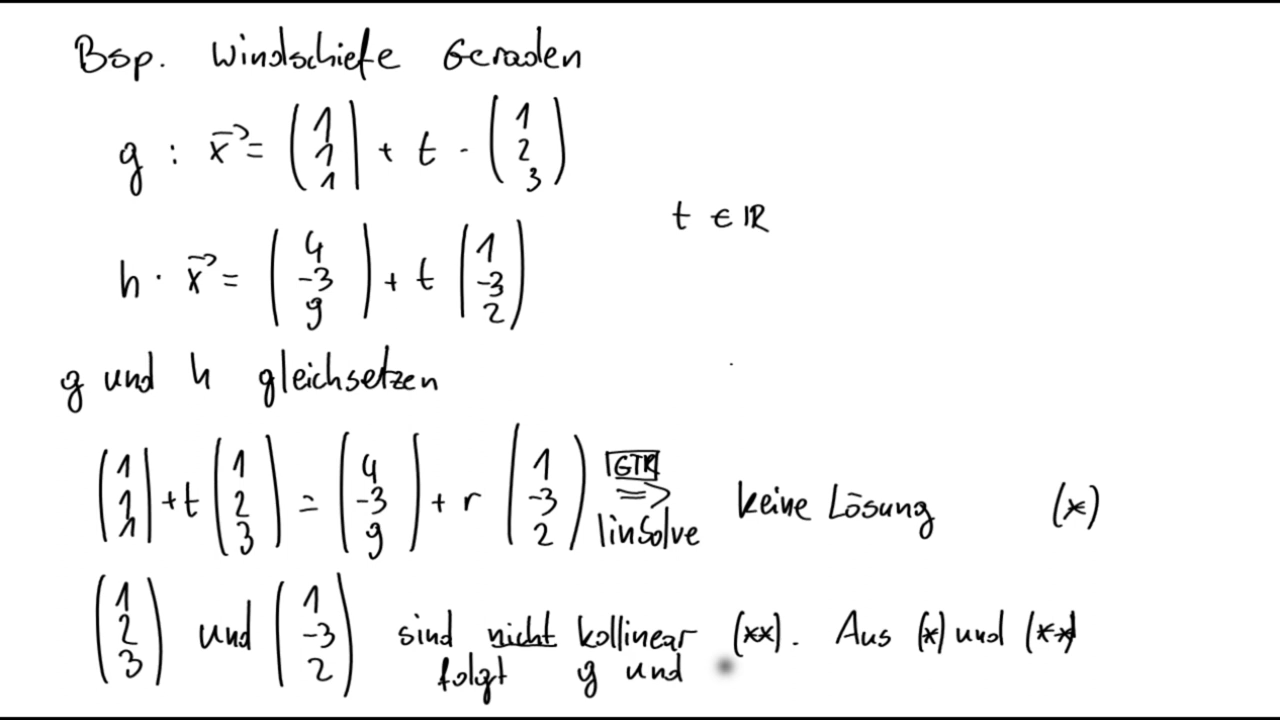 Bsp. Windschiefe Geraden
g : x⃗ = (1 1 1) + t · (1 2 3)
t ∈ ℝ
h · x⃗ = (4 -3 9) + t (1 -3 2)
g und h gleichsetzen
(1 1 1) + t (1 2 3) = (4 -3 9) + r (1 -3 2) GTR ⇒ linSolve keine Lösung (*)
(1 2 3) und (1 -3 2) sind nicht kollinear (**). Aus (*) und (**)
folgt g und